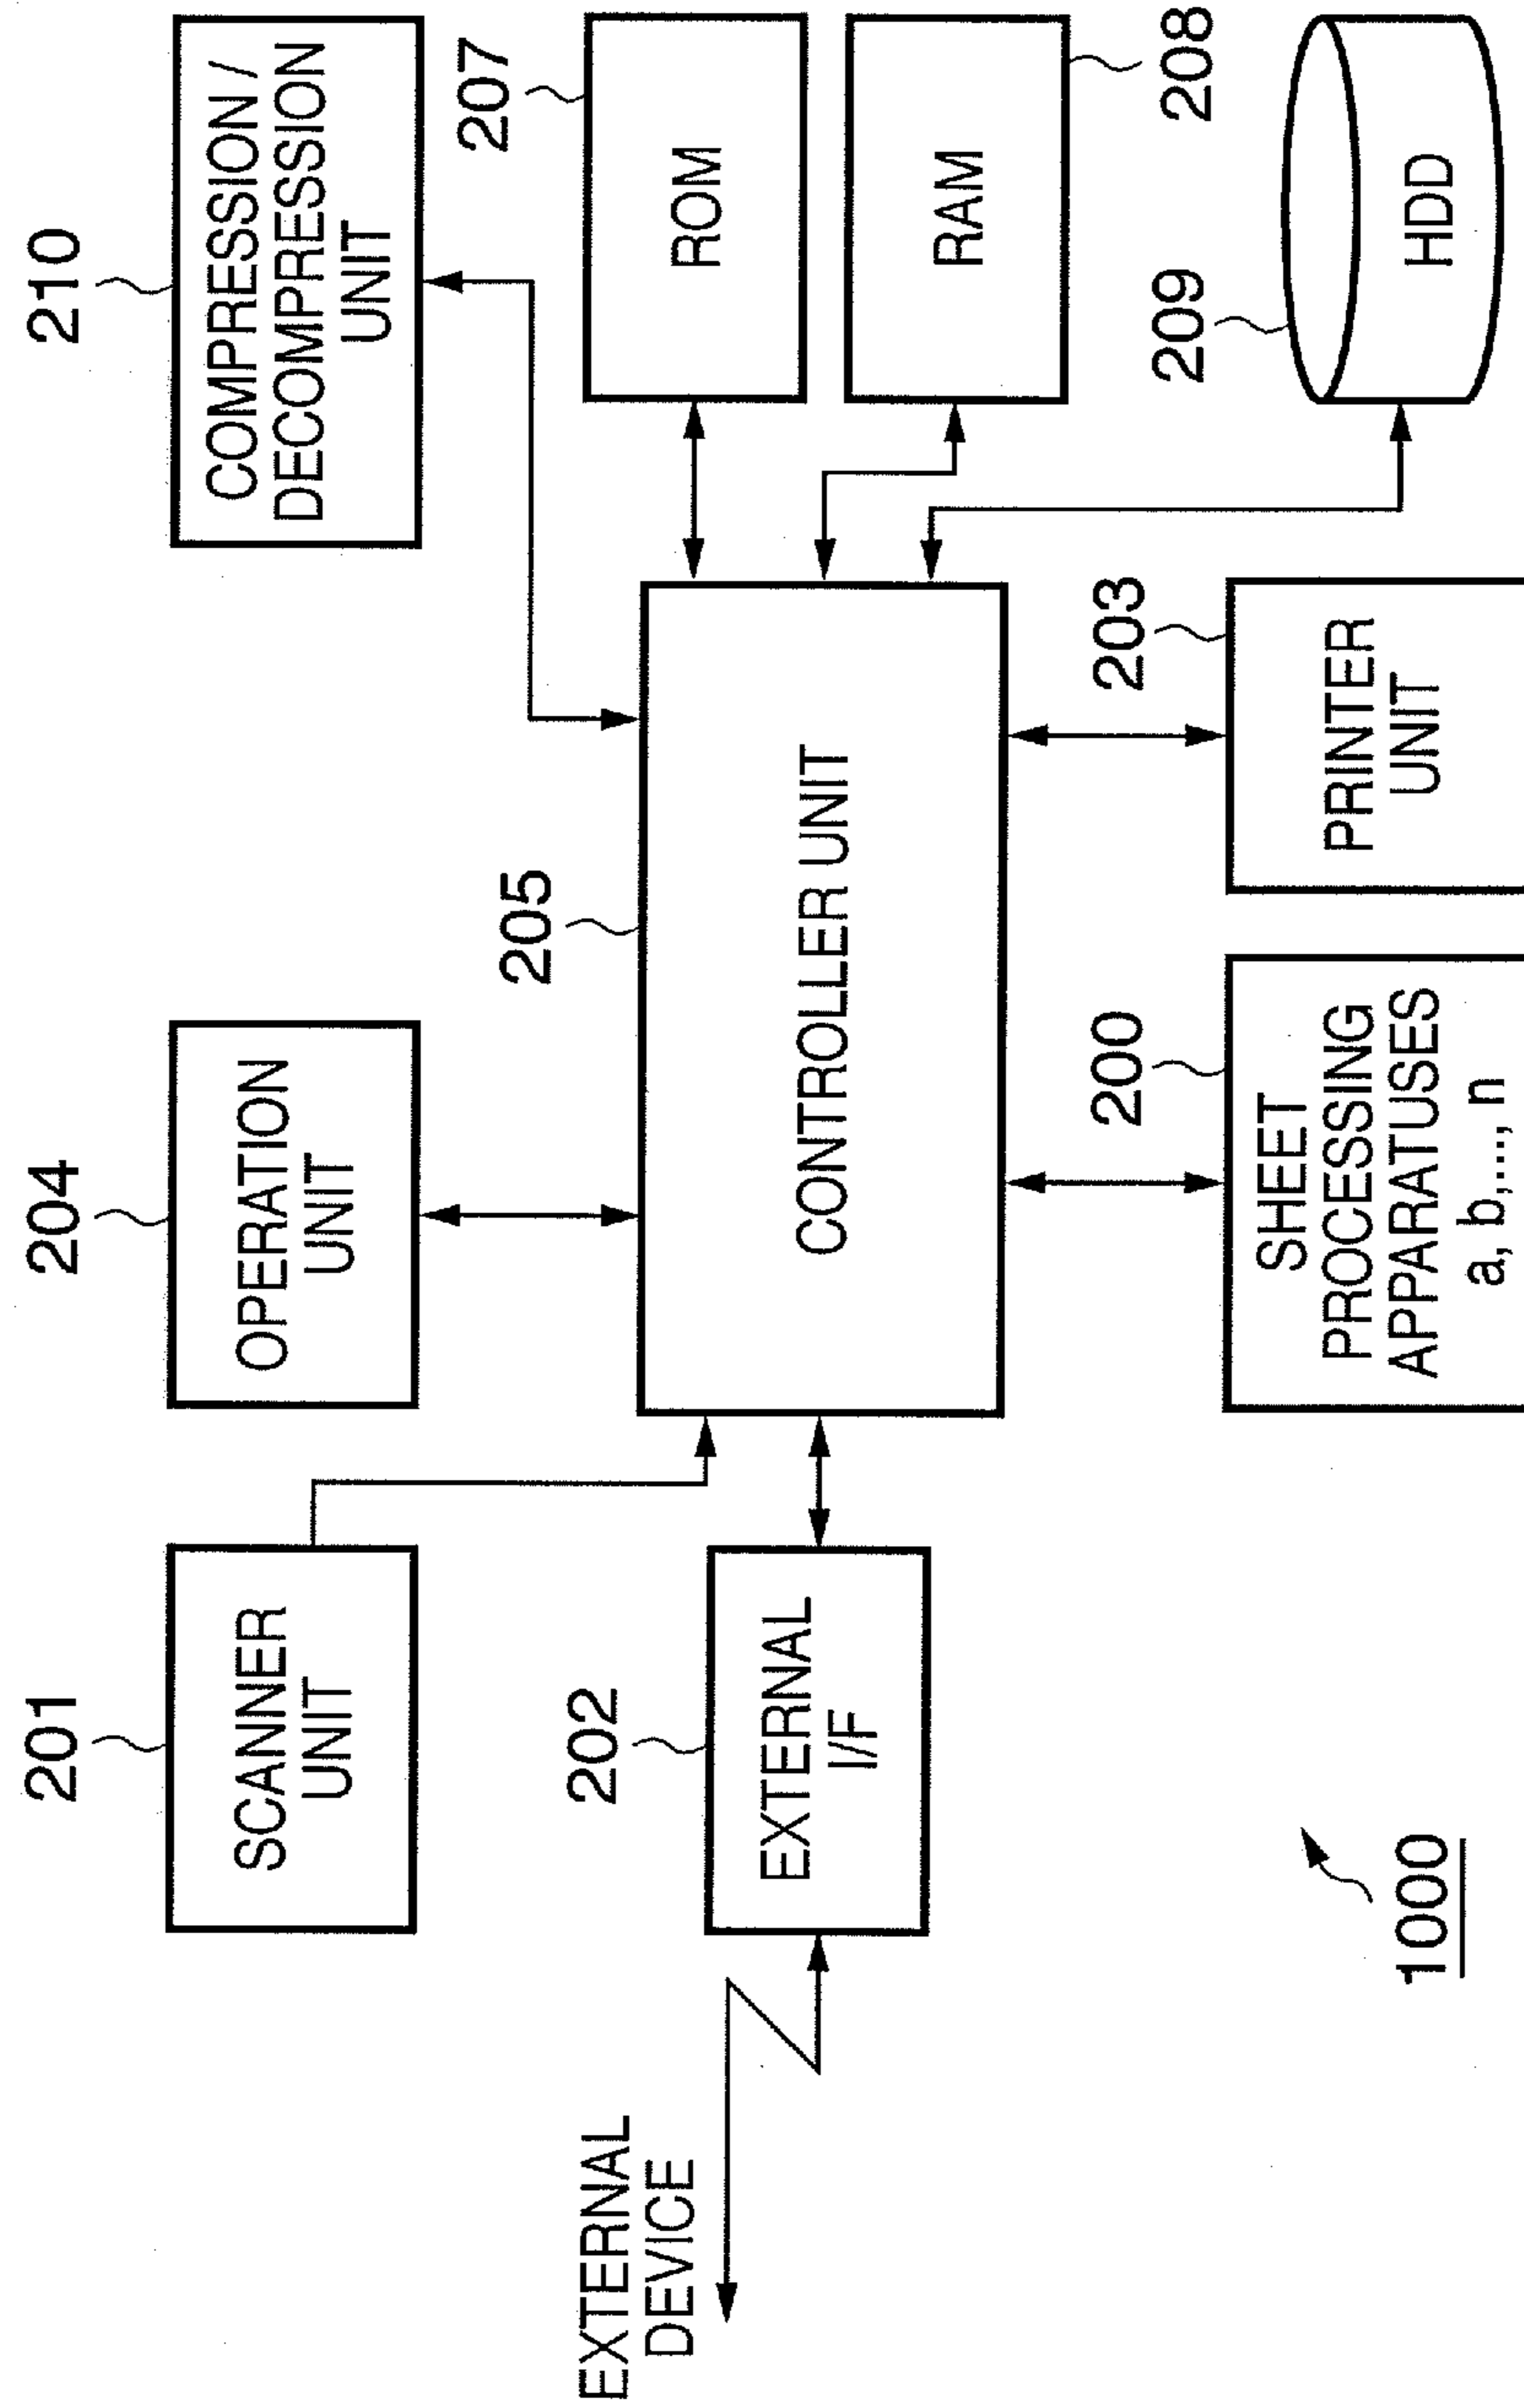 201
SCANNER
UNIT
204
OPERATION
UNIT
210
COMPRESSION /
DECOMPRESSION
UNIT
EXTERNAL
DEVICE
202
EXTERNAL
I/F
205
CONTROLLER UNIT
207
ROM
RAM
208
200
SHEET
PROCESSING
APPARATUSES
a, b,..., n
203
PRINTER
UNIT
209
HDD
1000